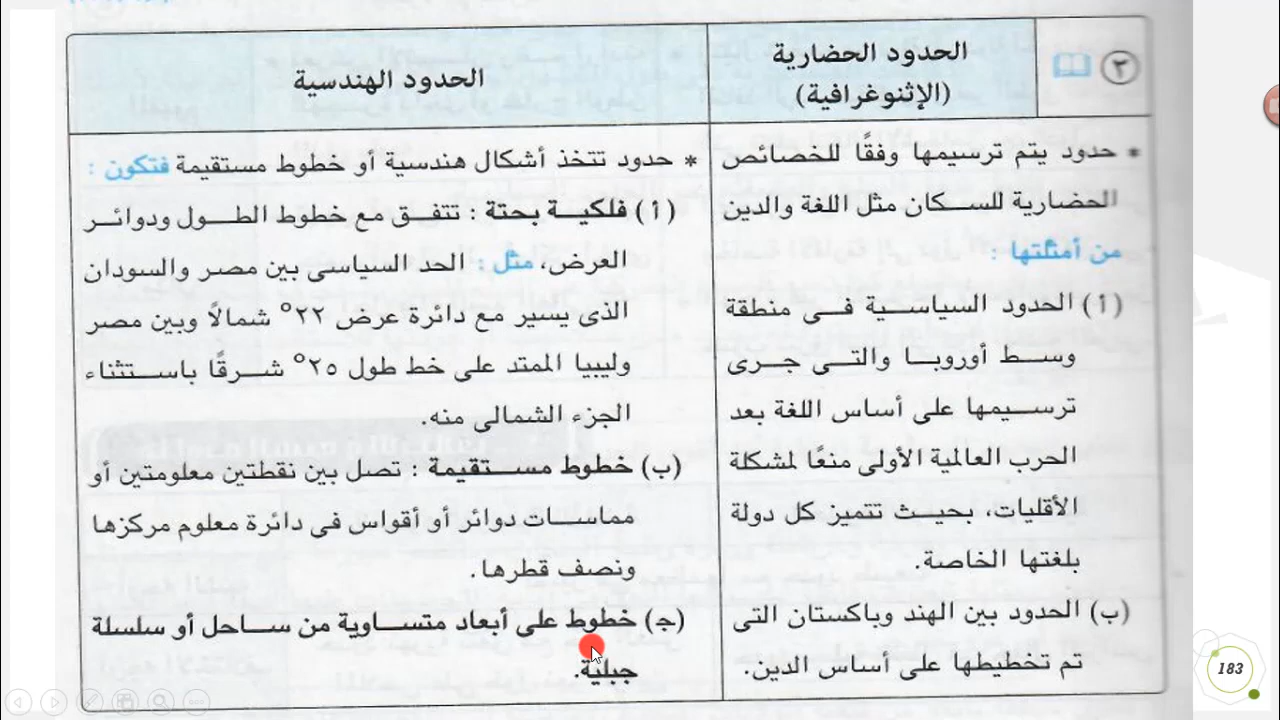 ٣
الحدود الحضارية
(الإثنوغرافية)
الحدود الهندسية
* حدود يتم ترسيمها وفقًا للخصائص
الحضارية للسكان مثل اللغة والدين
من أمثلتها :
(أ) الحدود السياسية فى منطقة
وسط أوروبا والتى جرى
ترسيمها على أساس اللغة بعد
الحرب العالمية الأولى منعًا لمشكلة
الأقليات، بحيث تتميز كل دولة
بلغتها الخاصة.
(ب) الحدود بين الهند وباكستان التى
تم تخطيطها على أساس الدين.
* حدود تتخذ أشكال هندسية أو خطوط مستقيمة فتكون :
(أ) فلكية بحتة : تتفق مع خطوط الطول ودوائر
العرض، مثل : الحد السياسى بين مصر والسودان
الذى يسير مع دائرة عرض ٢٢° شمالًا وبين مصر
وليبيا الممتد على خط طول ٢٥° شرقًا باستثناء
الجزء الشمالى منه.
(ب) خطوط مستقيمة : تصل بين نقطتين معلومتين أو
مماسات دوائر أو أقواس فى دائرة معلوم مركزها
ونصف قطرها.
(جـ) خطوط على أبعاد متساوية من ساحل أو سلسلة
جبلية.
183